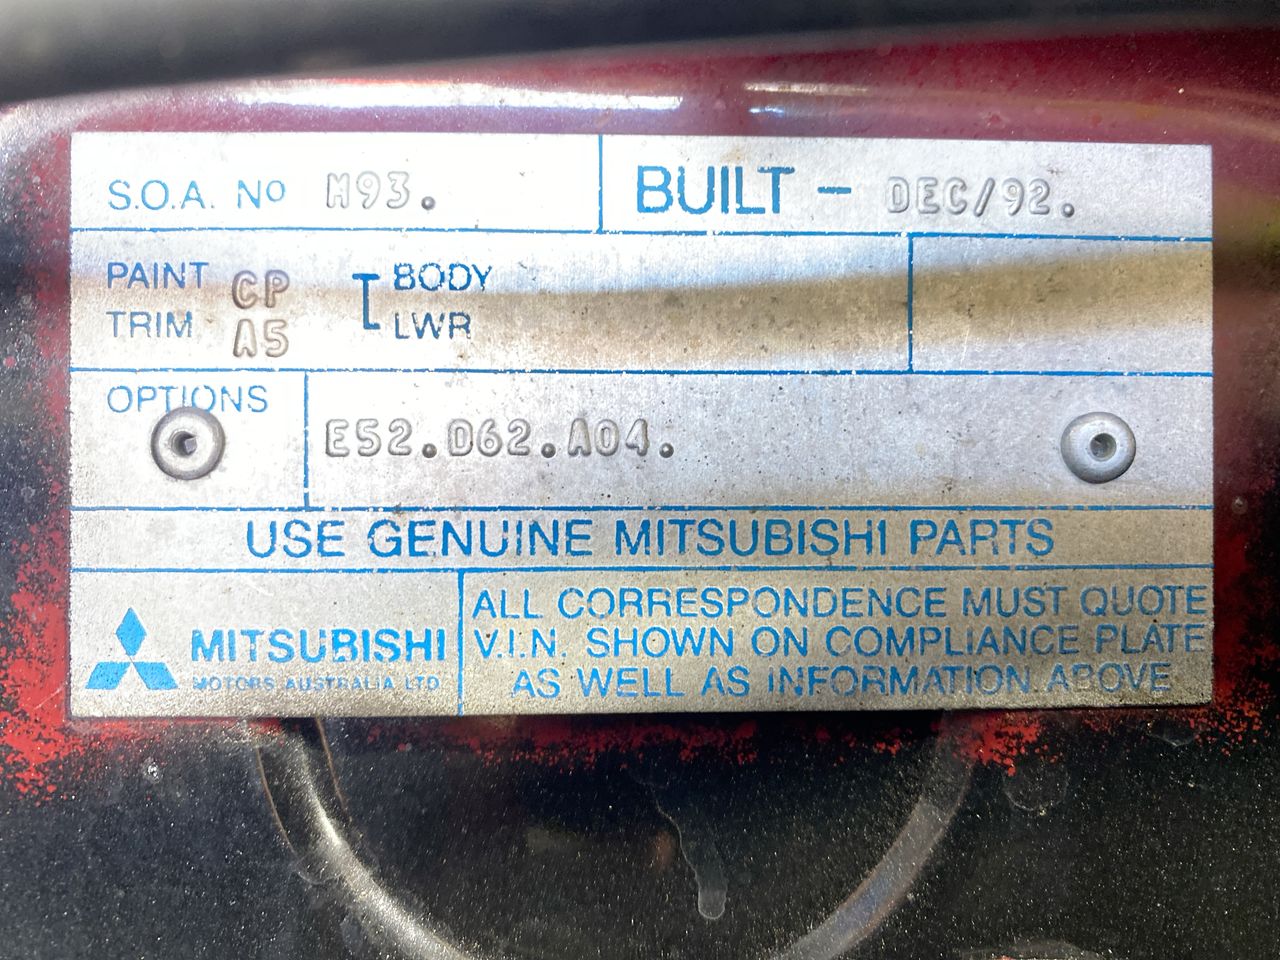 S.O.A. No M93. BUILT - DEC/92.
PAINT CP BODY
TRIM A5 LWR
OPTIONS
E52.D62.A04.
USE GENUINE MITSUBISHI PARTS
ALL CORRESPONDENCE MUST QUOTE
V.I.N. SHOWN ON COMPLIANCE PLATE
AS WELL AS INFORMATION ABOVE
MITSUBISHI
MOTORS AUSTRALIA LTD